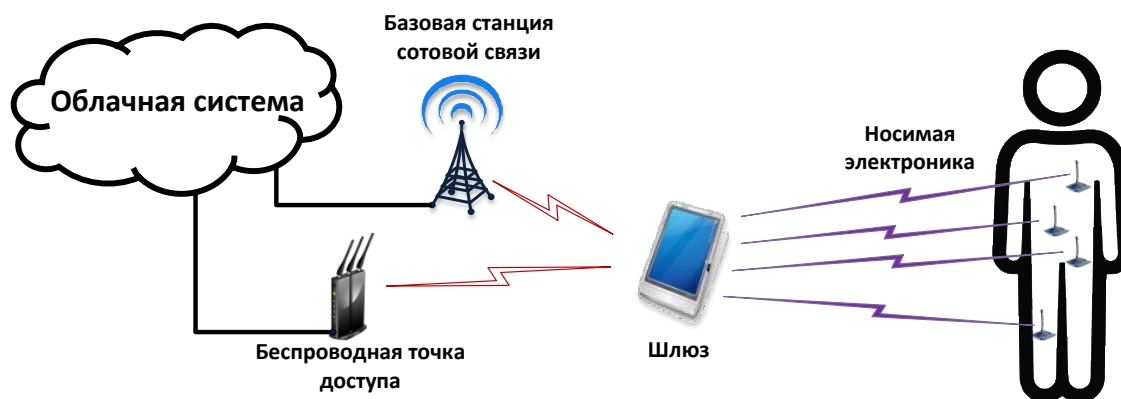 Базовая станция
сотовой связи
Облачная система
Носимая
электроника
Беспроводная точка
доступа
Шлюз